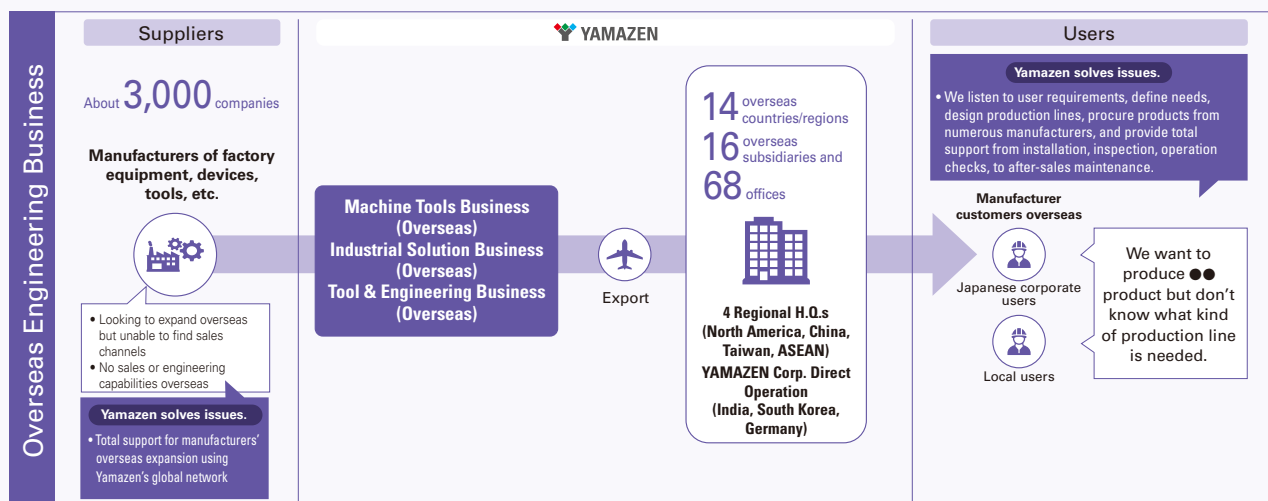 Overseas Engineering Business
Suppliers
About 3,000 companies
Manufacturers of factory
equipment, devices,
tools, etc.
• Looking to expand overseas
but unable to find sales
channels
• No sales or engineering
capabilities overseas
Yamazen solves issues.
• Total support for manufacturers'
overseas expansion using
Yamazen's global network
YAMAZEN
Machine Tools Business
(Overseas)
Industrial Solution Business
(Overseas)
Tool & Engineering Business
(Overseas)
Export
14 overseas
countries/regions
16 overseas
subsidiaries and
68 offices
4 Regional H.Q.s
(North America, China,
Taiwan, ASEAN)
YAMAZEN Corp. Direct
Operation
(India, South Korea,
Germany)
Users
Yamazen solves issues.
• We listen to user requirements, define needs,
design production lines, procure products from
numerous manufacturers, and provide total
support from installation, inspection, operation
checks, to after-sales maintenance.
Manufacturer
customers overseas
Japanese corporate
users
Local users
We want to
produce ●●
product but don't
know what kind
of production line
is needed.